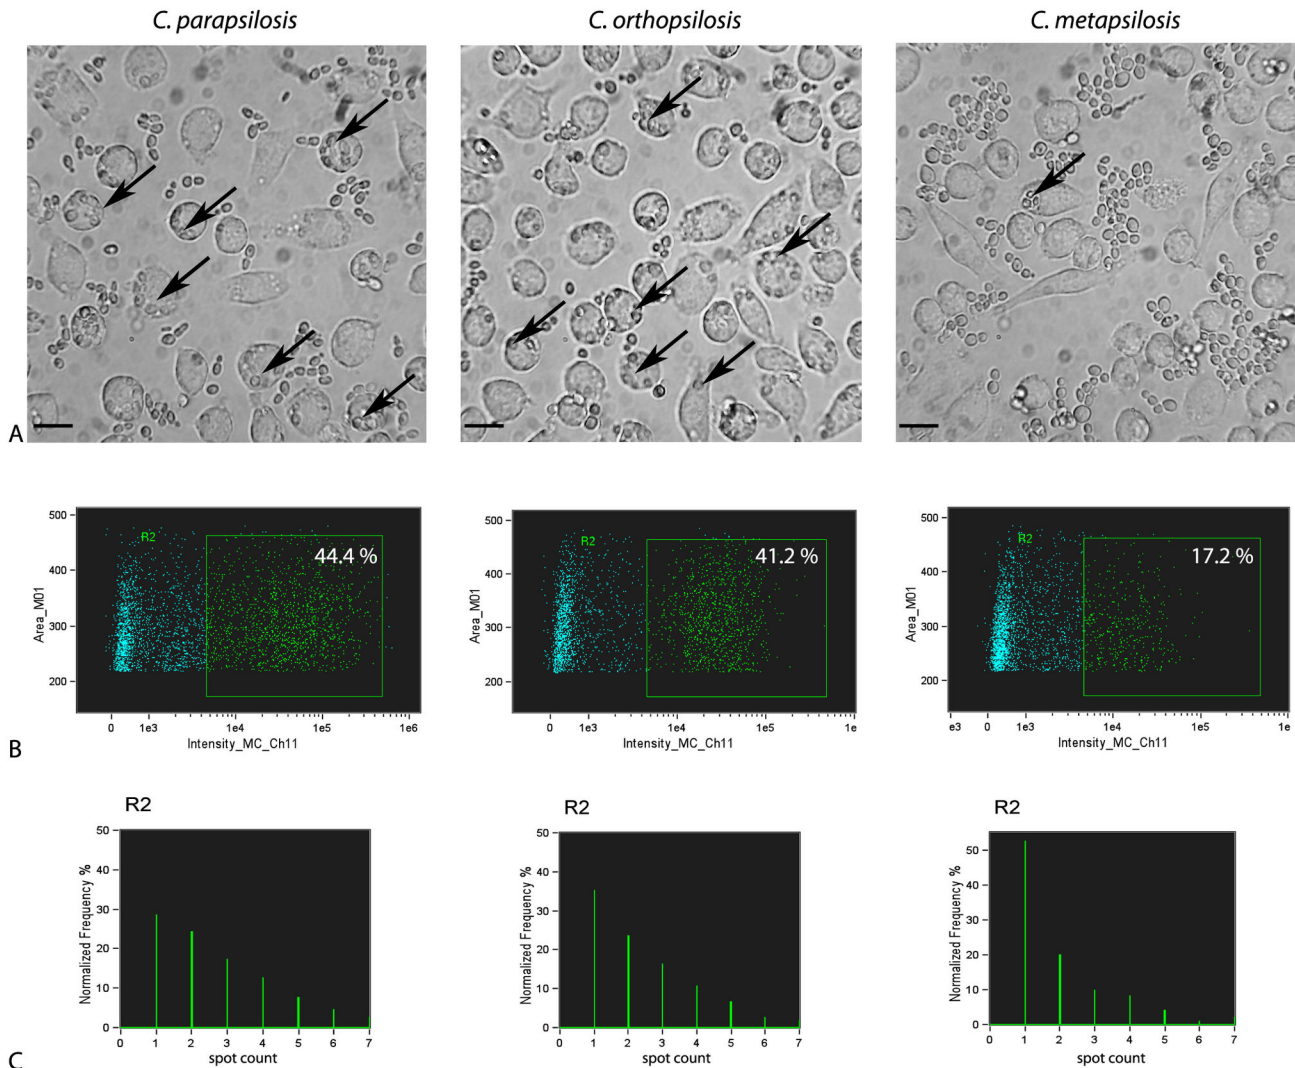 C. parapsilosis C. orthopsilosis C. metapsilosis
A
500
400
300
200
Area_M01
R2
44.4 %
0 1e3 1e4 1e5 1e6
Intensity_MC_Ch11
500
400
300
200
Area_M01
R2
41.2 %
0 1e3 1e4 1e5 1e
Intensity_MC_Ch11
500
400
300
200
Area_M01
R2
17.2 %
e3 0 1e3 1e4 1e5 1e
Intensity_MC_Ch11
B
R2
50
40
30
20
10
0
Normalized Frequency %
0 1 2 3 4 5 6 7
spot count
R2
50
40
30
20
10
0
Normalized Frequency %
0 1 2 3 4 5 6 7
spot count
R2
50
40
30
20
10
0
Normalized Frequency %
0 1 2 3 4 5 6 7
spot count
C